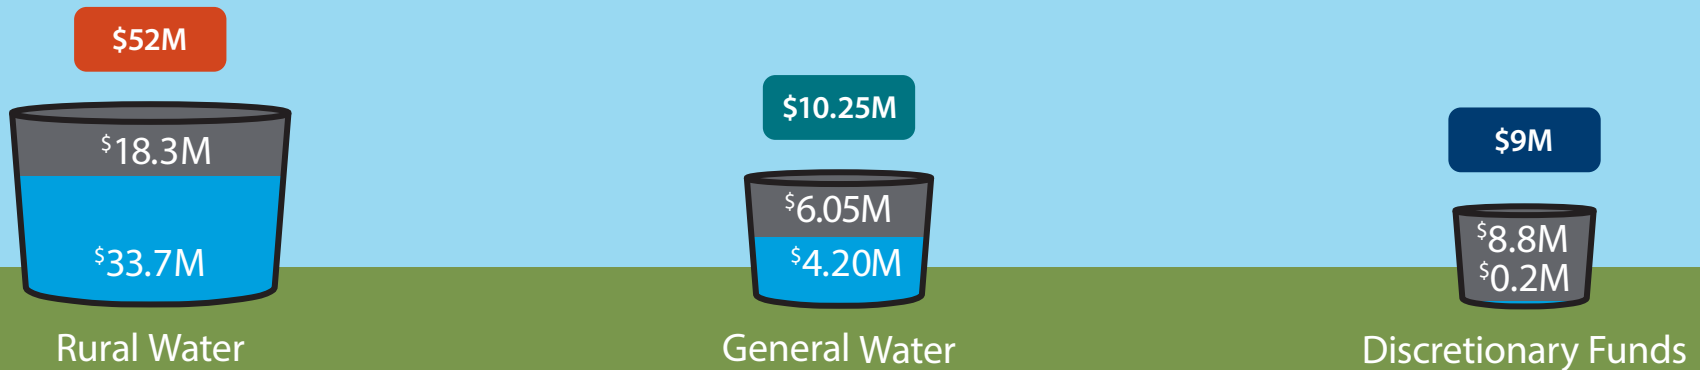 $52M
$18.3M
$33.7M
Rural Water
$10.25M
$6.05M
$4.20M
General Water
$9M
$8.8M
$0.2M
Discretionary Funds